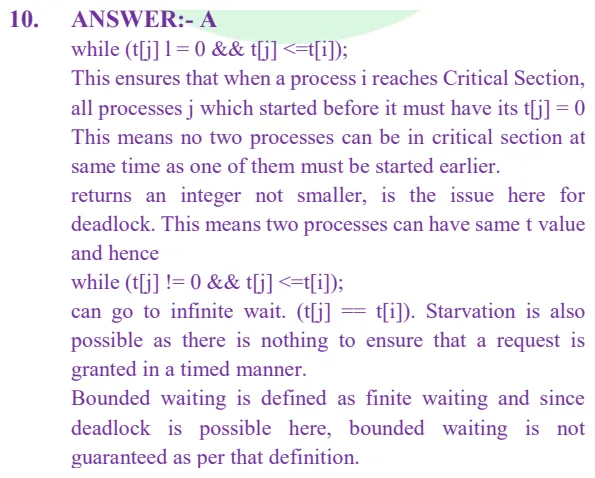 10. ANSWER:- A
while (t[j] l = 0 && t[j] <=t[i]);
This ensures that when a process i reaches Critical Section,
all processes j which started before it must have its t[j] = 0
This means no two processes can be in critical section at
same time as one of them must be started earlier.
returns an integer not smaller, is the issue here for
deadlock. This means two processes can have same t value
and hence
while (t[j] != 0 && t[j] <=t[i]);
can go to infinite wait. (t[j] == t[i]). Starvation is also
possible as there is nothing to ensure that a request is
granted in a timed manner.
Bounded waiting is defined as finite waiting and since
deadlock is possible here, bounded waiting is not
guaranteed as per that definition.